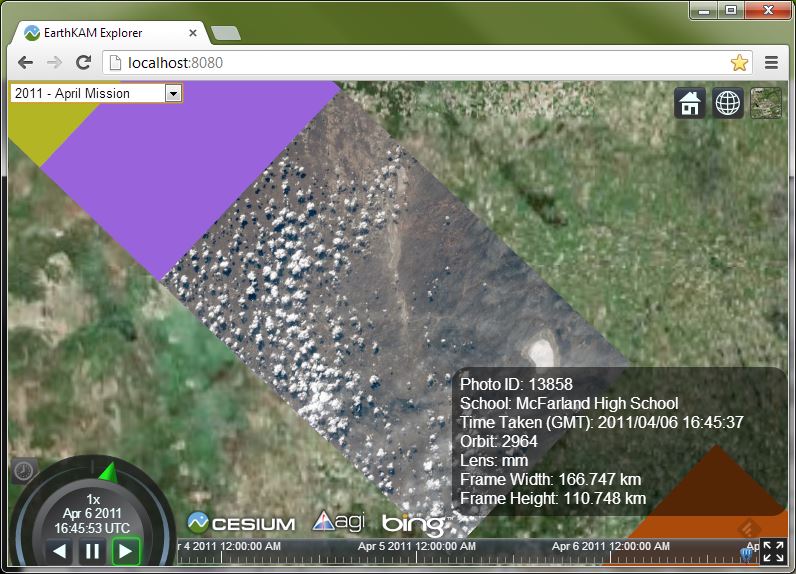 EarthKAM Explorer
localhost:8080
2011 - April Mission
Photo ID: 13858
School: McFarland High School
Time Taken (GMT): 2011/04/06 16:45:37
Orbit: 2964
Lens: mm
Frame Width: 166.747 km
Frame Height: 110.748 km
1x
Apr 6 2011
16:45:53 UTC
CESIUM agi bing
r 4 2011 12:00:00 AM Apr 5 2011 12:00:00 AM Apr 6 2011 12:00:00 AM Ap